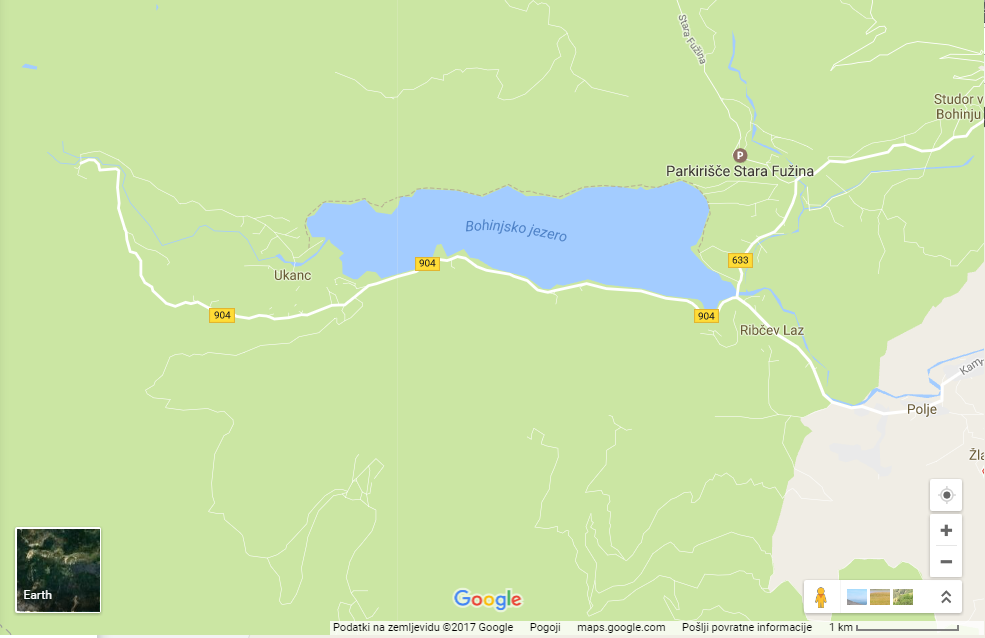 Stara Fužina
Studor v
Bohinju
P
Parkirišče Stara Fužina
Bohinjsko jezero
904
633
Ukanc
904
904
Ribčev Laz
Kamn
Polje
Žla
Earth
Google
Podatki na zemljevidu ©2017 Google Pogoji maps.google.com Pošlji povratne informacije 1 km